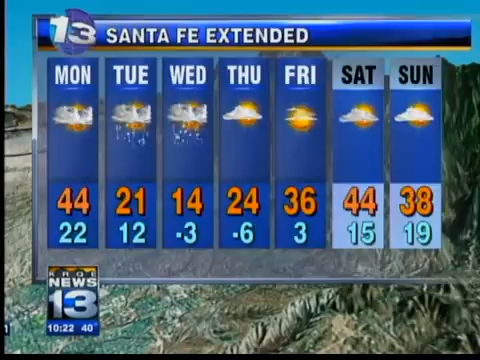 13 SANTA FE EXTENDED
MON TUE WED THU FRI SAT SUN
44 21 14 24 36 44 38
22 12 -3 -6 3 15 19
KRQE
NEWS
13
10:22 40°